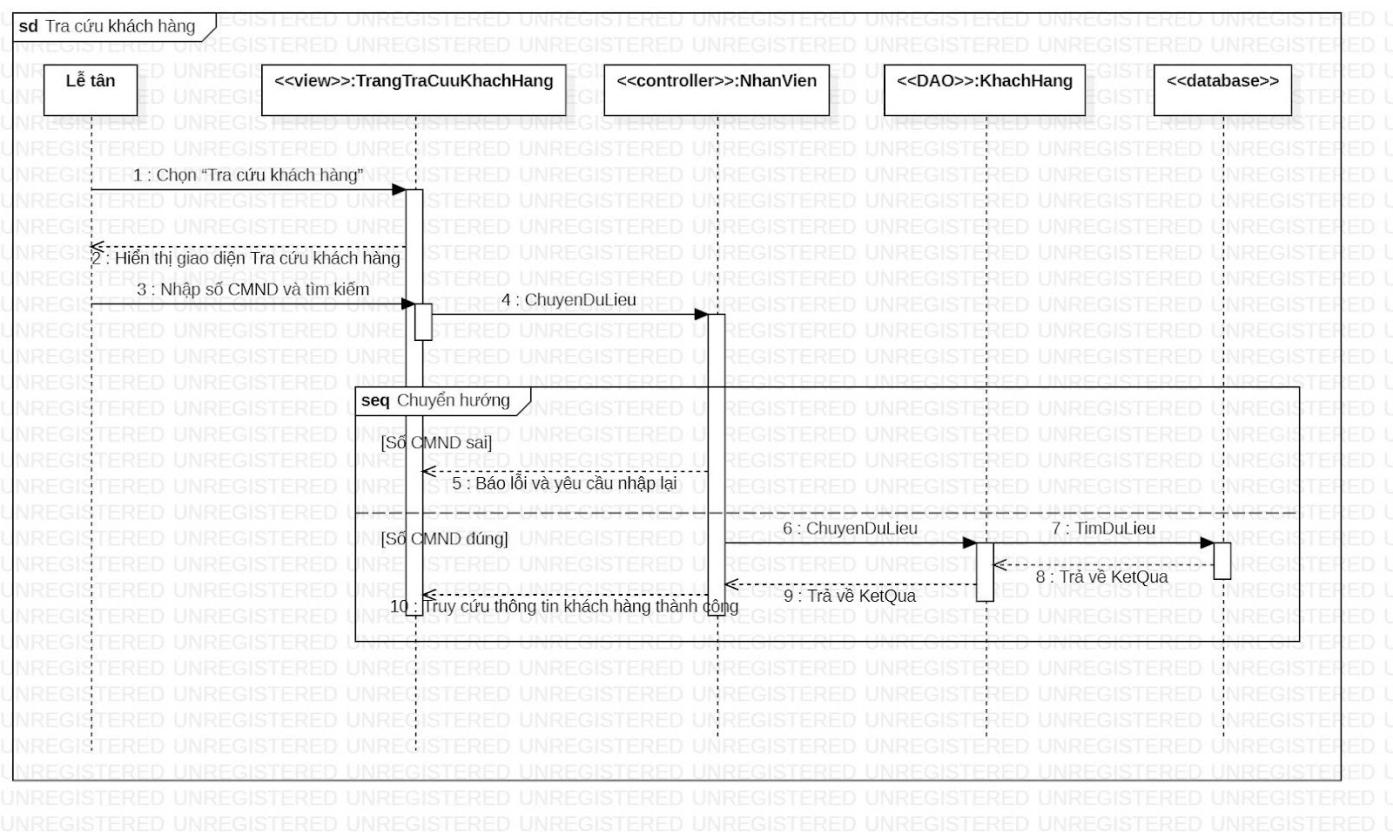 sd Tra cứu khách hàng
Lễ tân
<<view>>:TrangTraCuuKhachHang
<<controller>>:NhanVien
<<DAO>>:KhachHang
<<database>>
1 : Chọn “Tra cứu khách hàng”
2 : Hiển thị giao diện Tra cứu khách hàng
3 : Nhập số CMND và tìm kiếm
4 : ChuyenDuLieu
seq Chuyển hướng
[Số CMND sai]
5 : Báo lỗi và yêu cầu nhập lại
[Số CMND đúng]
6 : ChuyenDuLieu
7 : TimDuLieu
8 : Trả về KetQua
9 : Trả về KetQua
10 : Truy cứu thông tin khách hàng thành công
UNREGISTERED